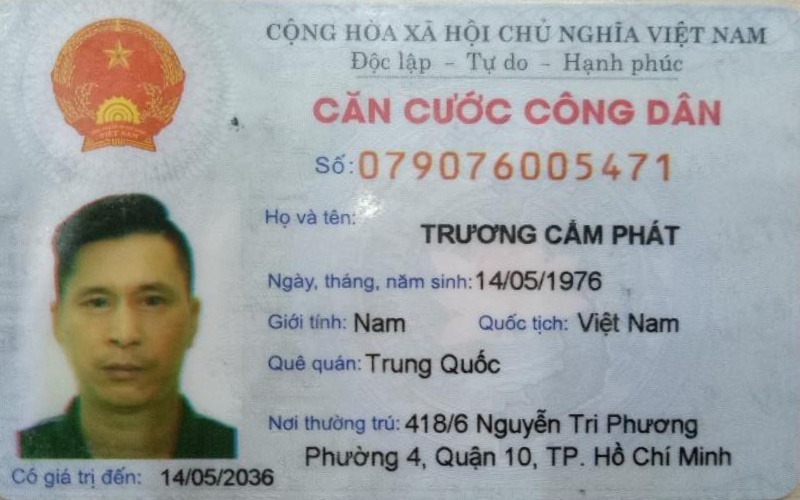 CỘNG HÒA XÃ HỘI CHỦ NGHĨA VIỆT NAM
Độc lập - Tự do - Hạnh phúc
CĂN CƯỚC CÔNG DÂN
Số: 079076005471
Họ và tên:
TRƯƠNG CẨM PHÁT
Ngày, tháng, năm sinh: 14/05/1976
Giới tính: Nam Quốc tịch: Việt Nam
Quê quán: Trung Quốc
Nơi thường trú: 418/6 Nguyễn Tri Phương
Phường 4, Quận 10, TP. Hồ Chí Minh
Có giá trị đến: 14/05/2036